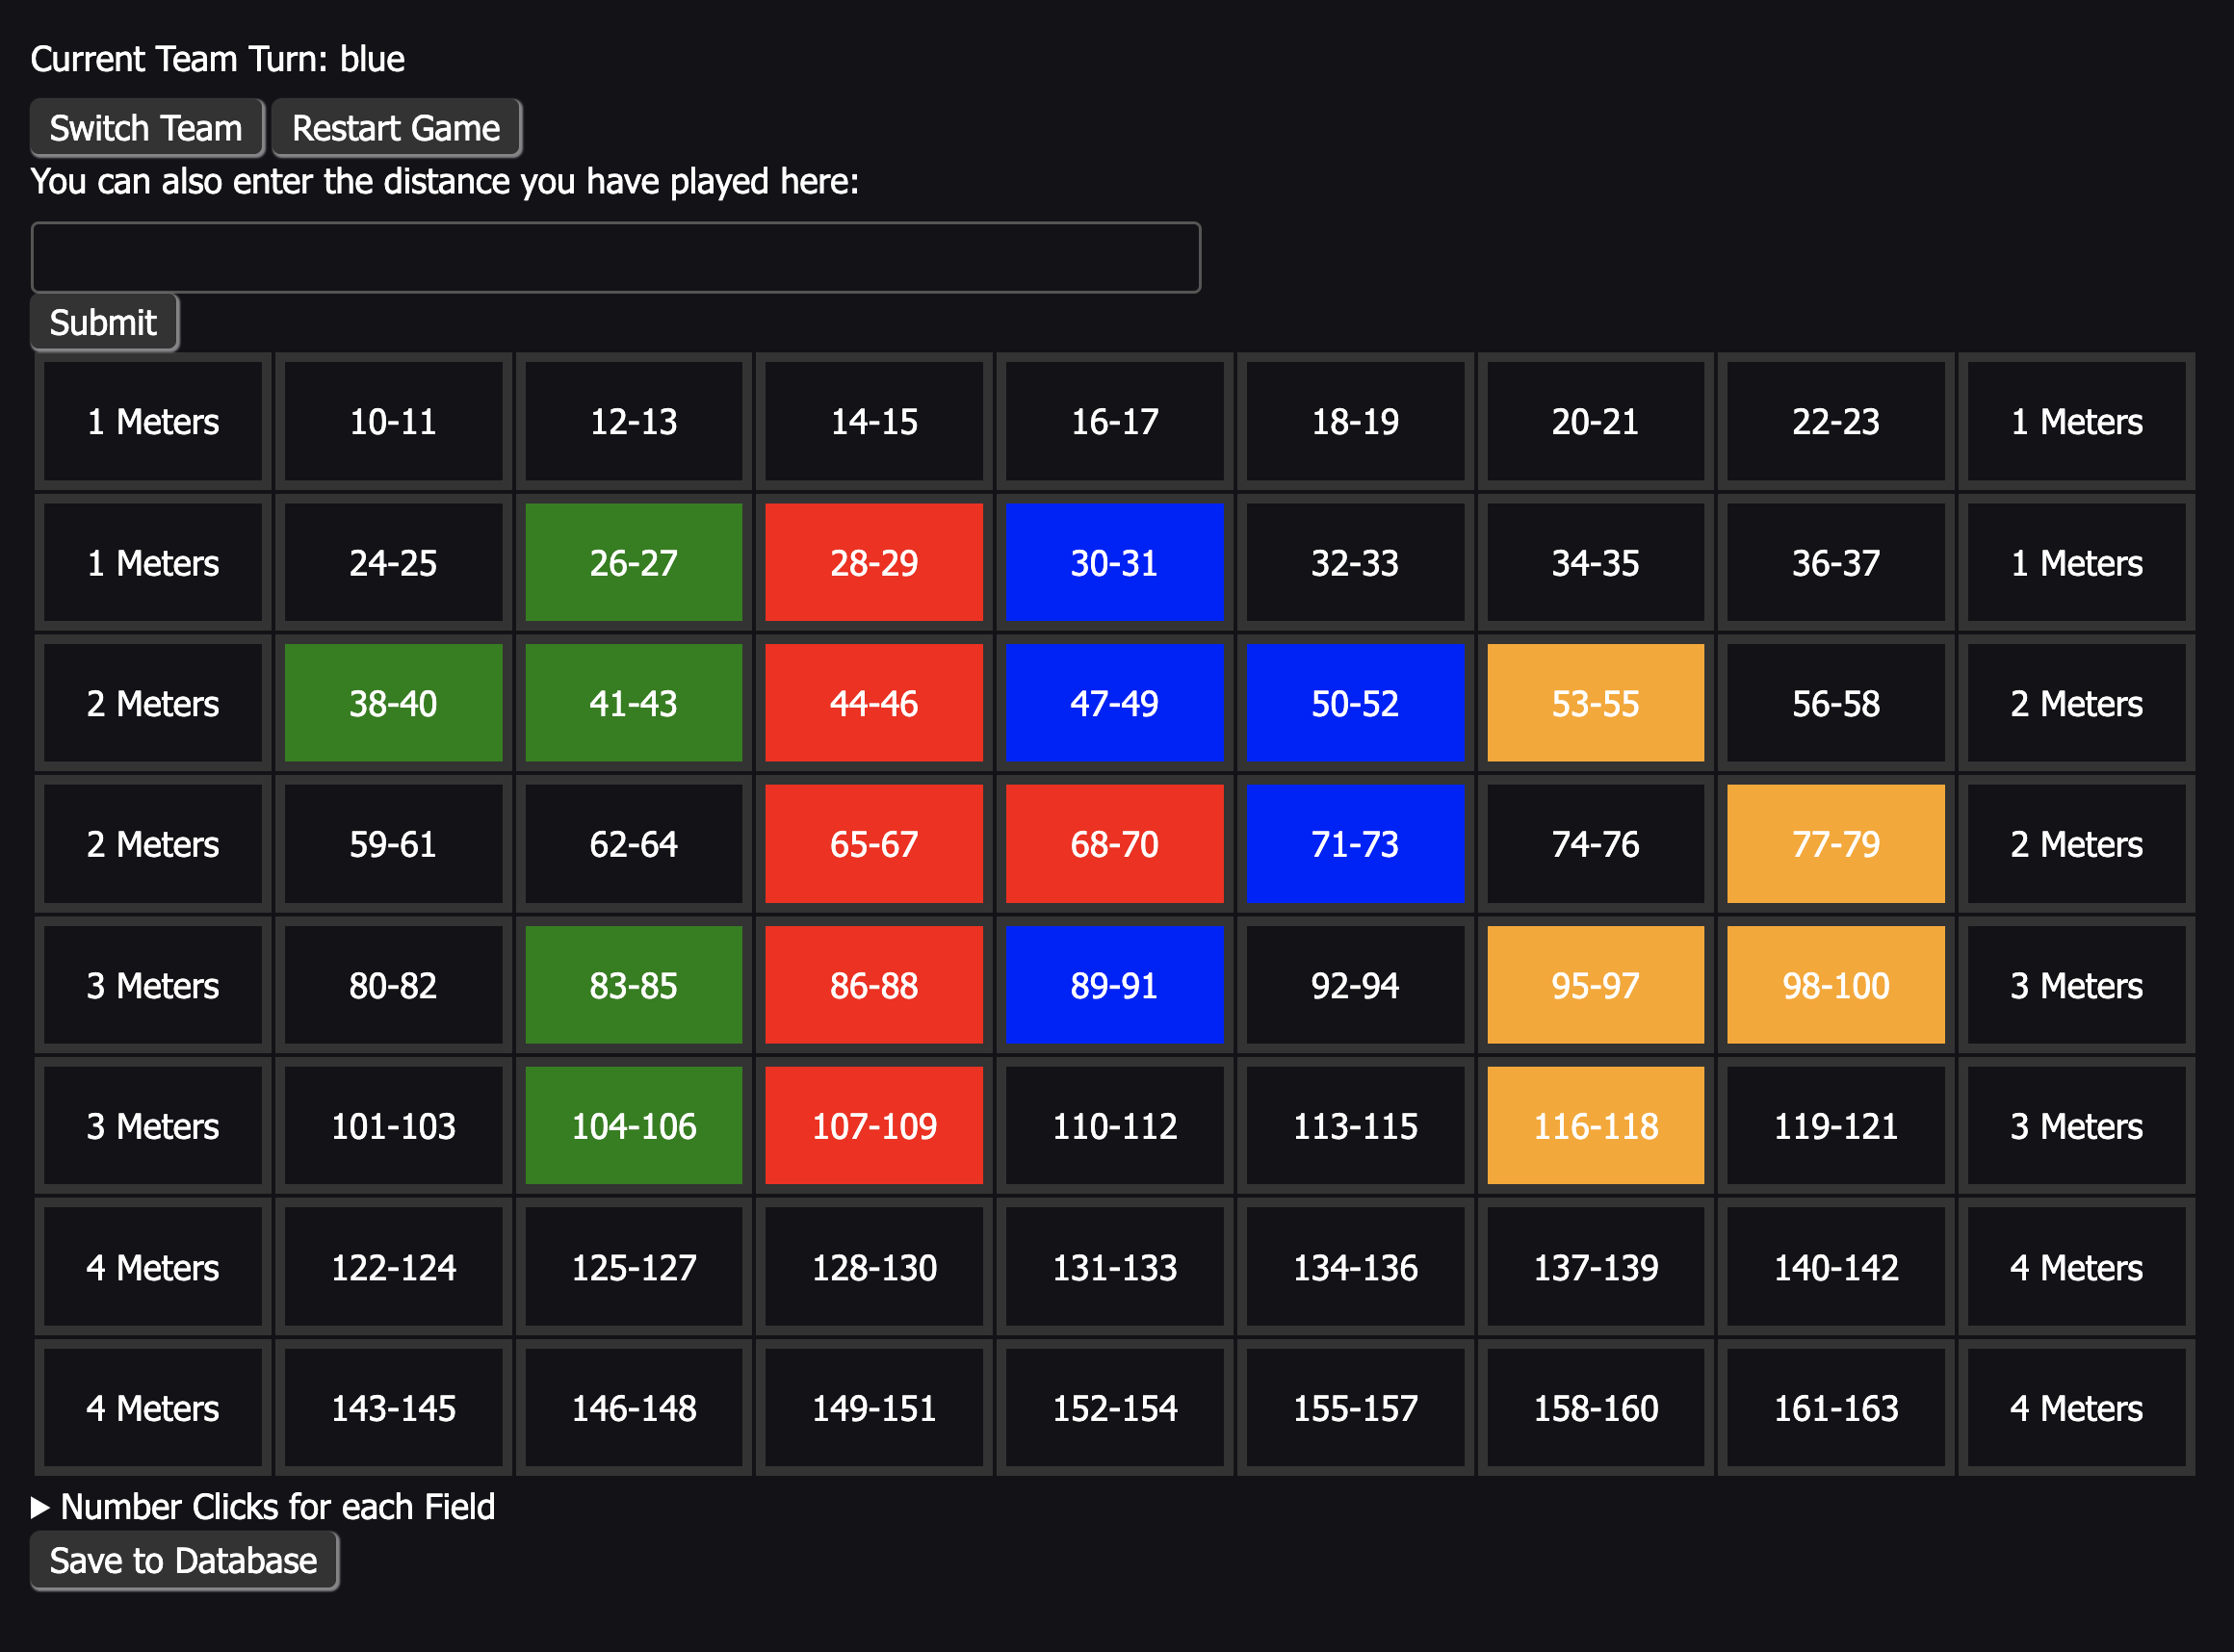 Current Team Turn: blue
Switch Team Restart Game
You can also enter the distance you have played here:
Submit
1 Meters 10-11 12-13 14-15 16-17 18-19 20-21 22-23 1 Meters
1 Meters 24-25 26-27 28-29 30-31 32-33 34-35 36-37 1 Meters
2 Meters 38-40 41-43 44-46 47-49 50-52 53-55 56-58 2 Meters
2 Meters 59-61 62-64 65-67 68-70 71-73 74-76 77-79 2 Meters
3 Meters 80-82 83-85 86-88 89-91 92-94 95-97 98-100 3 Meters
3 Meters 101-103 104-106 107-109 110-112 113-115 116-118 119-121 3 Meters
4 Meters 122-124 125-127 128-130 131-133 134-136 137-139 140-142 4 Meters
4 Meters 143-145 146-148 149-151 152-154 155-157 158-160 161-163 4 Meters
Number Clicks for each Field
Save to Database